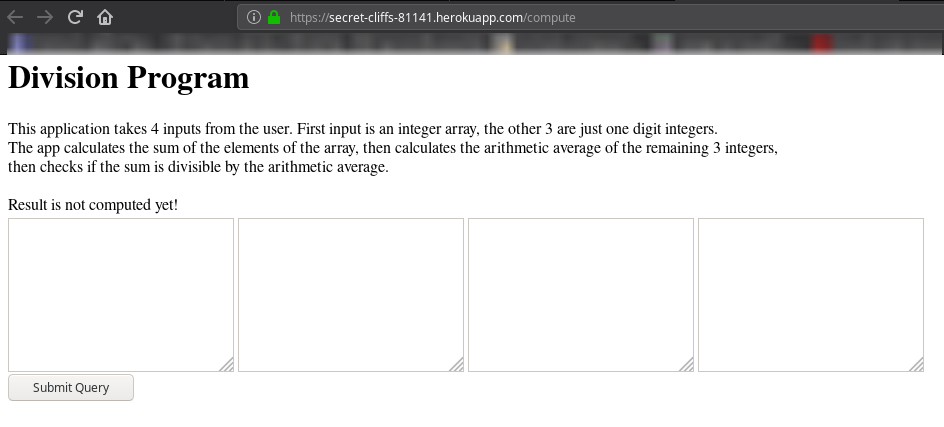 https://secret-cliffs-81141.herokuapp.com/compute
Division Program
This application takes 4 inputs from the user. First input is an integer array, the other 3 are just one digit integers.
The app calculates the sum of the elements of the array, then calculates the arithmetic average of the remaining 3 integers,
then checks if the sum is divisible by the arithmetic average.
Result is not computed yet!
Submit Query